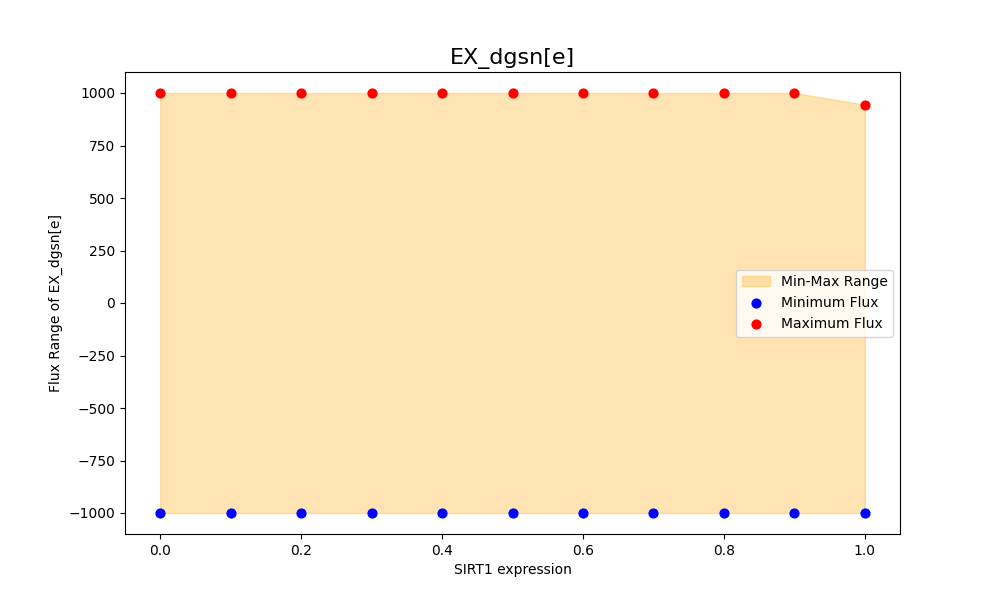 EX_dgsn[e]
Flux Range of EX_dgsn[e]
1000
750
500
250
0
−250
−500
−750
−1000
Min-Max Range
Minimum Flux
Maximum Flux
0.0 0.2 0.4 0.6 0.8 1.0
SIRT1 expression